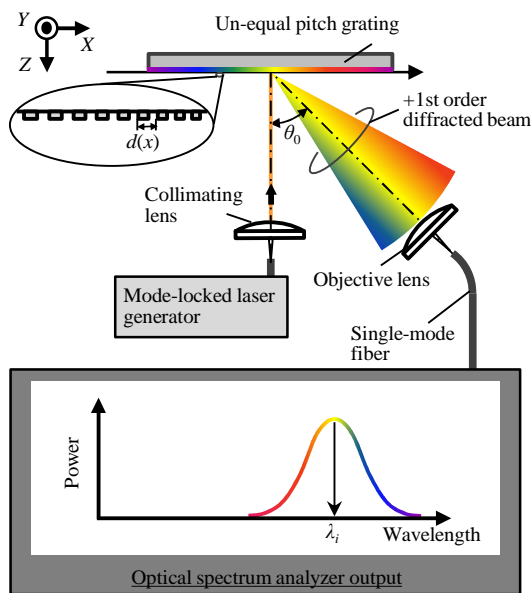 Y
X
Z
Un-equal pitch grating
d(x)
θ0
+1st order
diffracted beam
Collimating
lens
Objective lens
Mode-locked laser
generator
Single-mode
fiber
Power
λi
Wavelength
Optical spectrum analyzer output